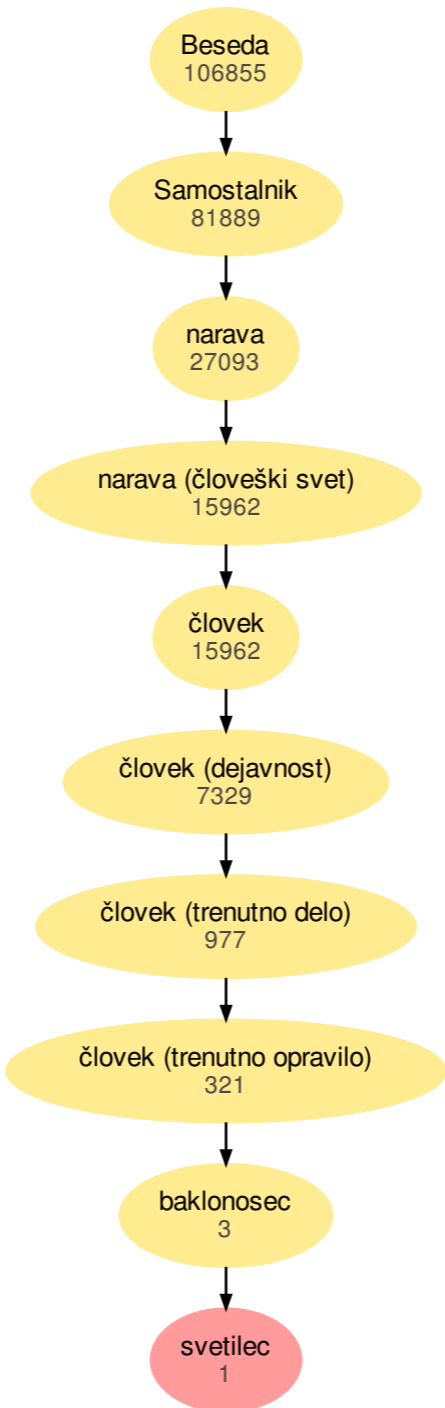 Beseda
106855
Samostalnik
81889
narava
27093
narava (človeški svet)
15962
človek
15962
človek (dejavnost)
7329
človek (trenutno delo)
977
človek (trenutno opravilo)
321
baklonosec
3
svetilec
1